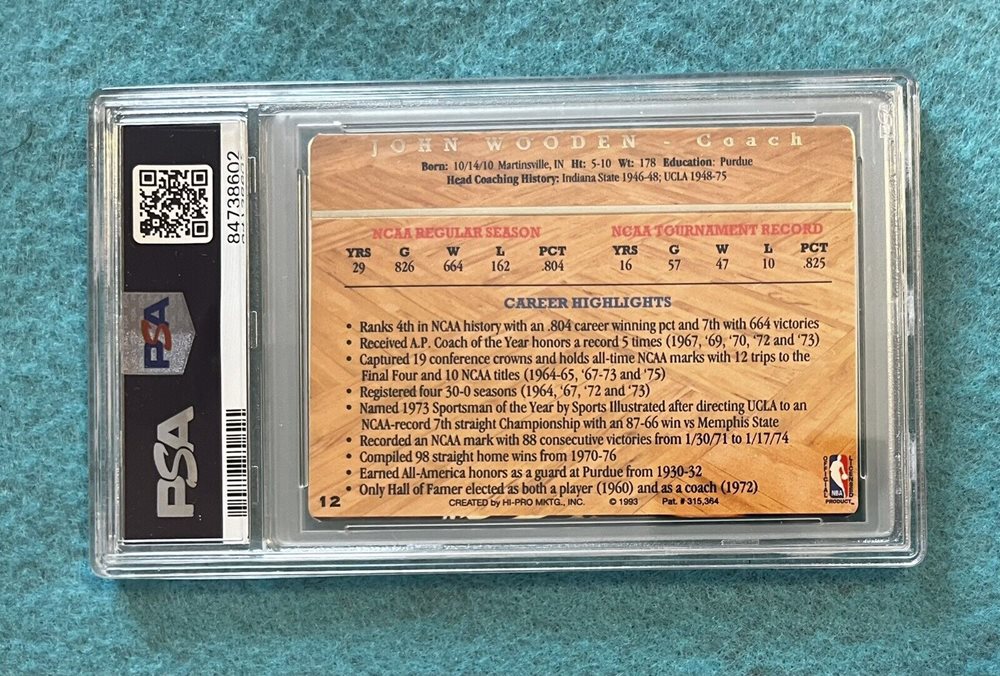 JOHN WOODEN - Coach
Born: 10/14/10 Martinsville, IN Ht: 5-10 Wt: 178 Education: Purdue
Head Coaching History: Indiana State 1946-48; UCLA 1948-75
NCAA REGULAR SEASON
YRS G W L PCT
29 826 664 162 .804
NCAA TOURNAMENT RECORD
YRS G W L PCT
16 57 47 10 .825
CAREER HIGHLIGHTS
• Ranks 4th in NCAA history with an .804 career winning pct and 7th with 664 victories
• Received A.P. Coach of the Year honors a record 5 times (1967, '69, '70, '72 and '73)
• Captured 19 conference crowns and holds all-time NCAA marks with 12 trips to the
Final Four and 10 NCAA titles (1964-65, '67-73 and '75)
• Registered four 30-0 seasons (1964, '67, '72 and '73)
• Named 1973 Sportsman of the Year by Sports Illustrated after directing UCLA to an
NCAA-record 7th straight Championship with an 87-66 win vs Memphis State
• Recorded an NCAA mark with 88 consecutive victories from 1/30/71 to 1/17/74
• Compiled 98 straight home wins from 1970-76
• Earned All-America honors as a guard at Purdue from 1930-32
• Only Hall of Famer elected as both a player (1960) and as a coach (1972)
12
CREATED by HI-PRO MKTG., INC. © 1993 Pat. # 315,364
OFFICIAL
LICENSED
NBA
PRODUCT
84738602
PSA
PSA